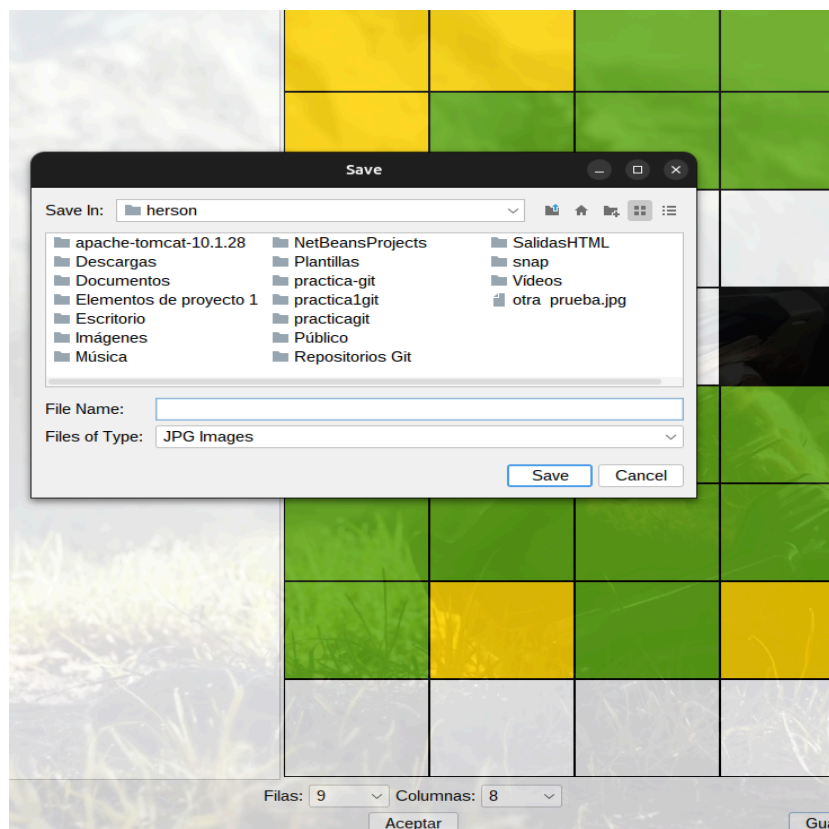 Save
Save In: herson
apache-tomcat-10.1.28 NetBeansProjects SalidasHTML
Descargas Plantillas snap
Documentos practica-git Vídeos
Elementos de proyecto 1 practica1git otra prueba.jpg
Escritorio practicagit
Imágenes Público
Música Repositorios Git
File Name:
Files of Type: JPG Images
Save Cancel
Filas: 9 Columnas: 8
Aceptar Gua